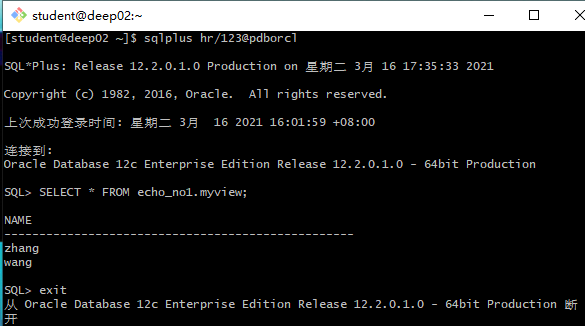 student@deep02:~
[student@deep02 ~]$ sqlplus hr/123@pdborcl
SQL*Plus: Release 12.2.0.1.0 Production on 星期二 3月 16 17:35:33 2021
Copyright (c) 1982, 2016, Oracle.  All rights reserved.
上次成功登录时间: 星期二 3月  16 2021 16:01:59 +08:00
连接到:
Oracle Database 12c Enterprise Edition Release 12.2.0.1.0 - 64bit Production
SQL> SELECT * FROM echo_no1.myview;
NAME
--------------------------------------------------
zhang
wang
SQL> exit
从 Oracle Database 12c Enterprise Edition Release 12.2.0.1.0 - 64bit Production 断
开